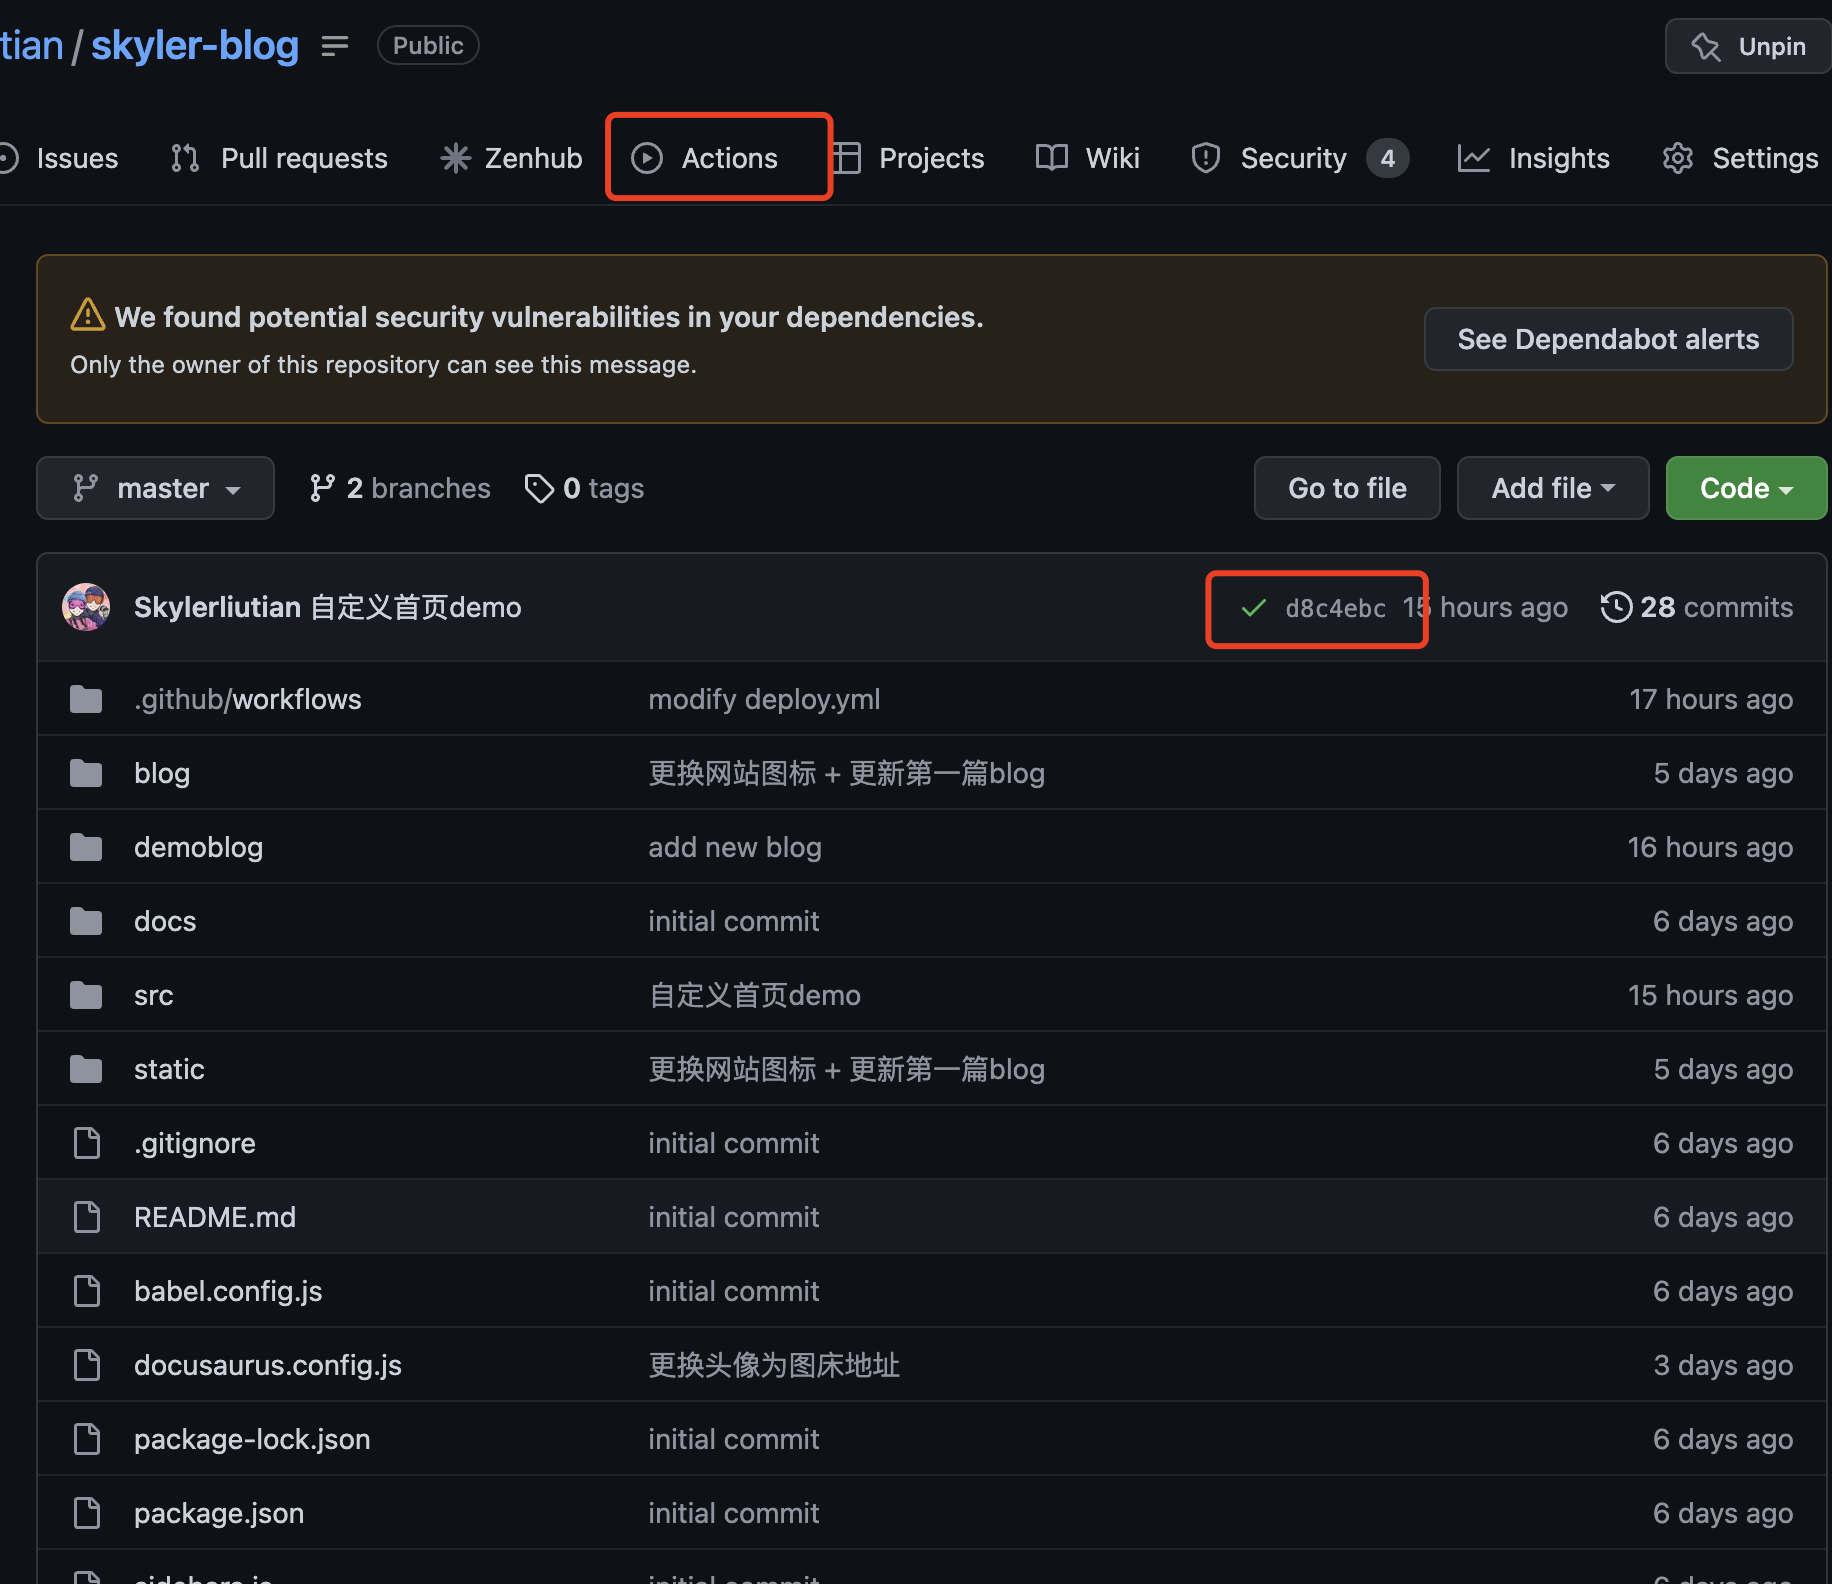 tian / skyler-blog Public Unpin
Issues Pull requests Zenhub Actions Projects Wiki Security 4 Insights Settings
We found potential security vulnerabilities in your dependencies.
Only the owner of this repository can see this message.
See Dependabot alerts
master 2 branches 0 tags Go to file Add file Code
Skylerliutian 自定义首页demo d8c4ebc 15 hours ago 28 commits
.github/workflows modify deploy.yml 17 hours ago
blog 更换网站图标 + 更新第一篇blog 5 days ago
demoblog add new blog 16 hours ago
docs initial commit 6 days ago
src 自定义首页demo 15 hours ago
static 更换网站图标 + 更新第一篇blog 5 days ago
.gitignore initial commit 6 days ago
README.md initial commit 6 days ago
babel.config.js initial commit 6 days ago
docusaurus.config.js 更换头像为图床地址 3 days ago
package-lock.json initial commit 6 days ago
package.json initial commit 6 days ago
sidebars.js initial commit 6 days ago